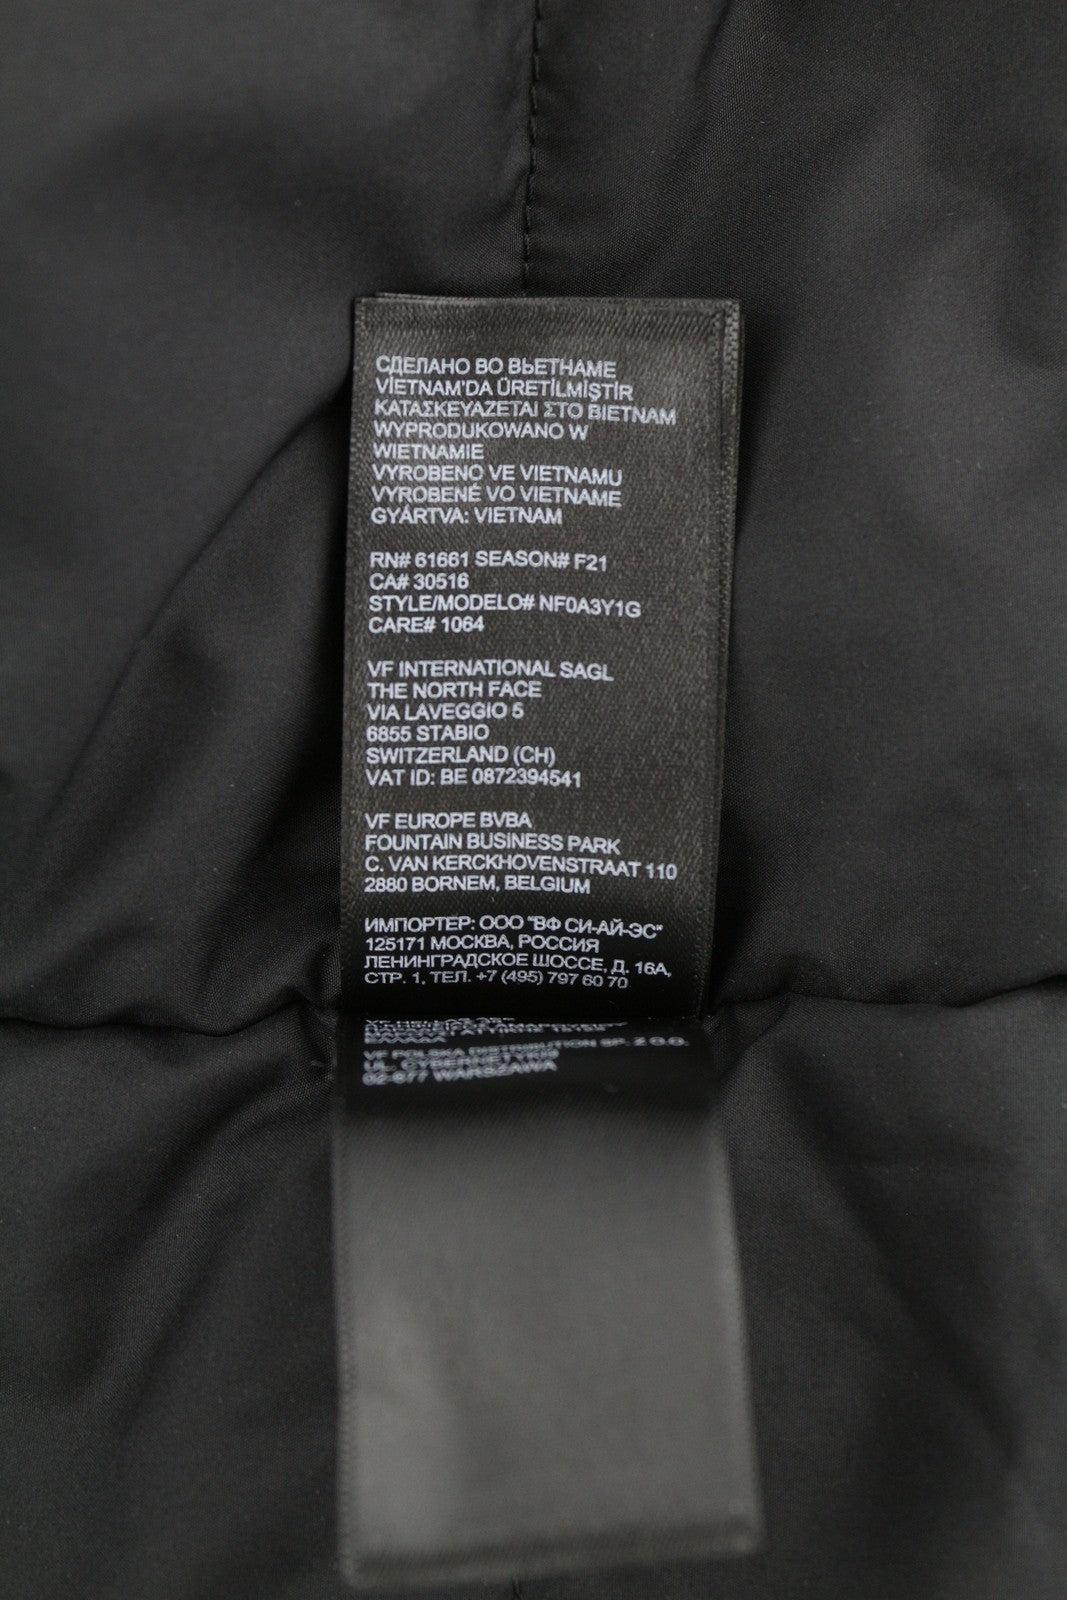 СДЕЛАНО ВО ВЬЕТНАМЕ
VİETNAM'DA ÜRETİLMİŞTİR
ΚΑΤΑΣΚΕΥΑΖΕΤΑΙ ΣΤΟ ΒΙΕΤΝΑΜ
WYPRODUKOWANO W
WIETNAMIE
VYROBENO VE VIETNAMU
VYROBENÉ VO VIETNAME
GYÁRTVA: VIETNAM
RN# 61661 SEASON# F21
CA# 30516
STYLE/MODELO# NF0A3Y1G
CARE# 1064
VF INTERNATIONAL SAGL
THE NORTH FACE
VIA LAVEGGIO 5
6855 STABIO
SWITZERLAND (CH)
VAT ID: BE 0872394541
VF EUROPE BVBA
FOUNTAIN BUSINESS PARK
C. VAN KERCKHOVENSTRAAT 110
2880 BORNEM, BELGIUM
ИМПОРТЕР: ООО "ВФ СИ-АЙ-ЭС"
125171 МОСКВА, РОССИЯ
ЛЕНИНГРАДСКОЕ ШОССЕ, Д. 16А,
СТР. 1, ТЕЛ. +7 (495) 797 60 70
VF POLSKA DISTRIBUTION SP. Z O.O.
UL. CYBERNETYKI9
02-677 WARSZAWA